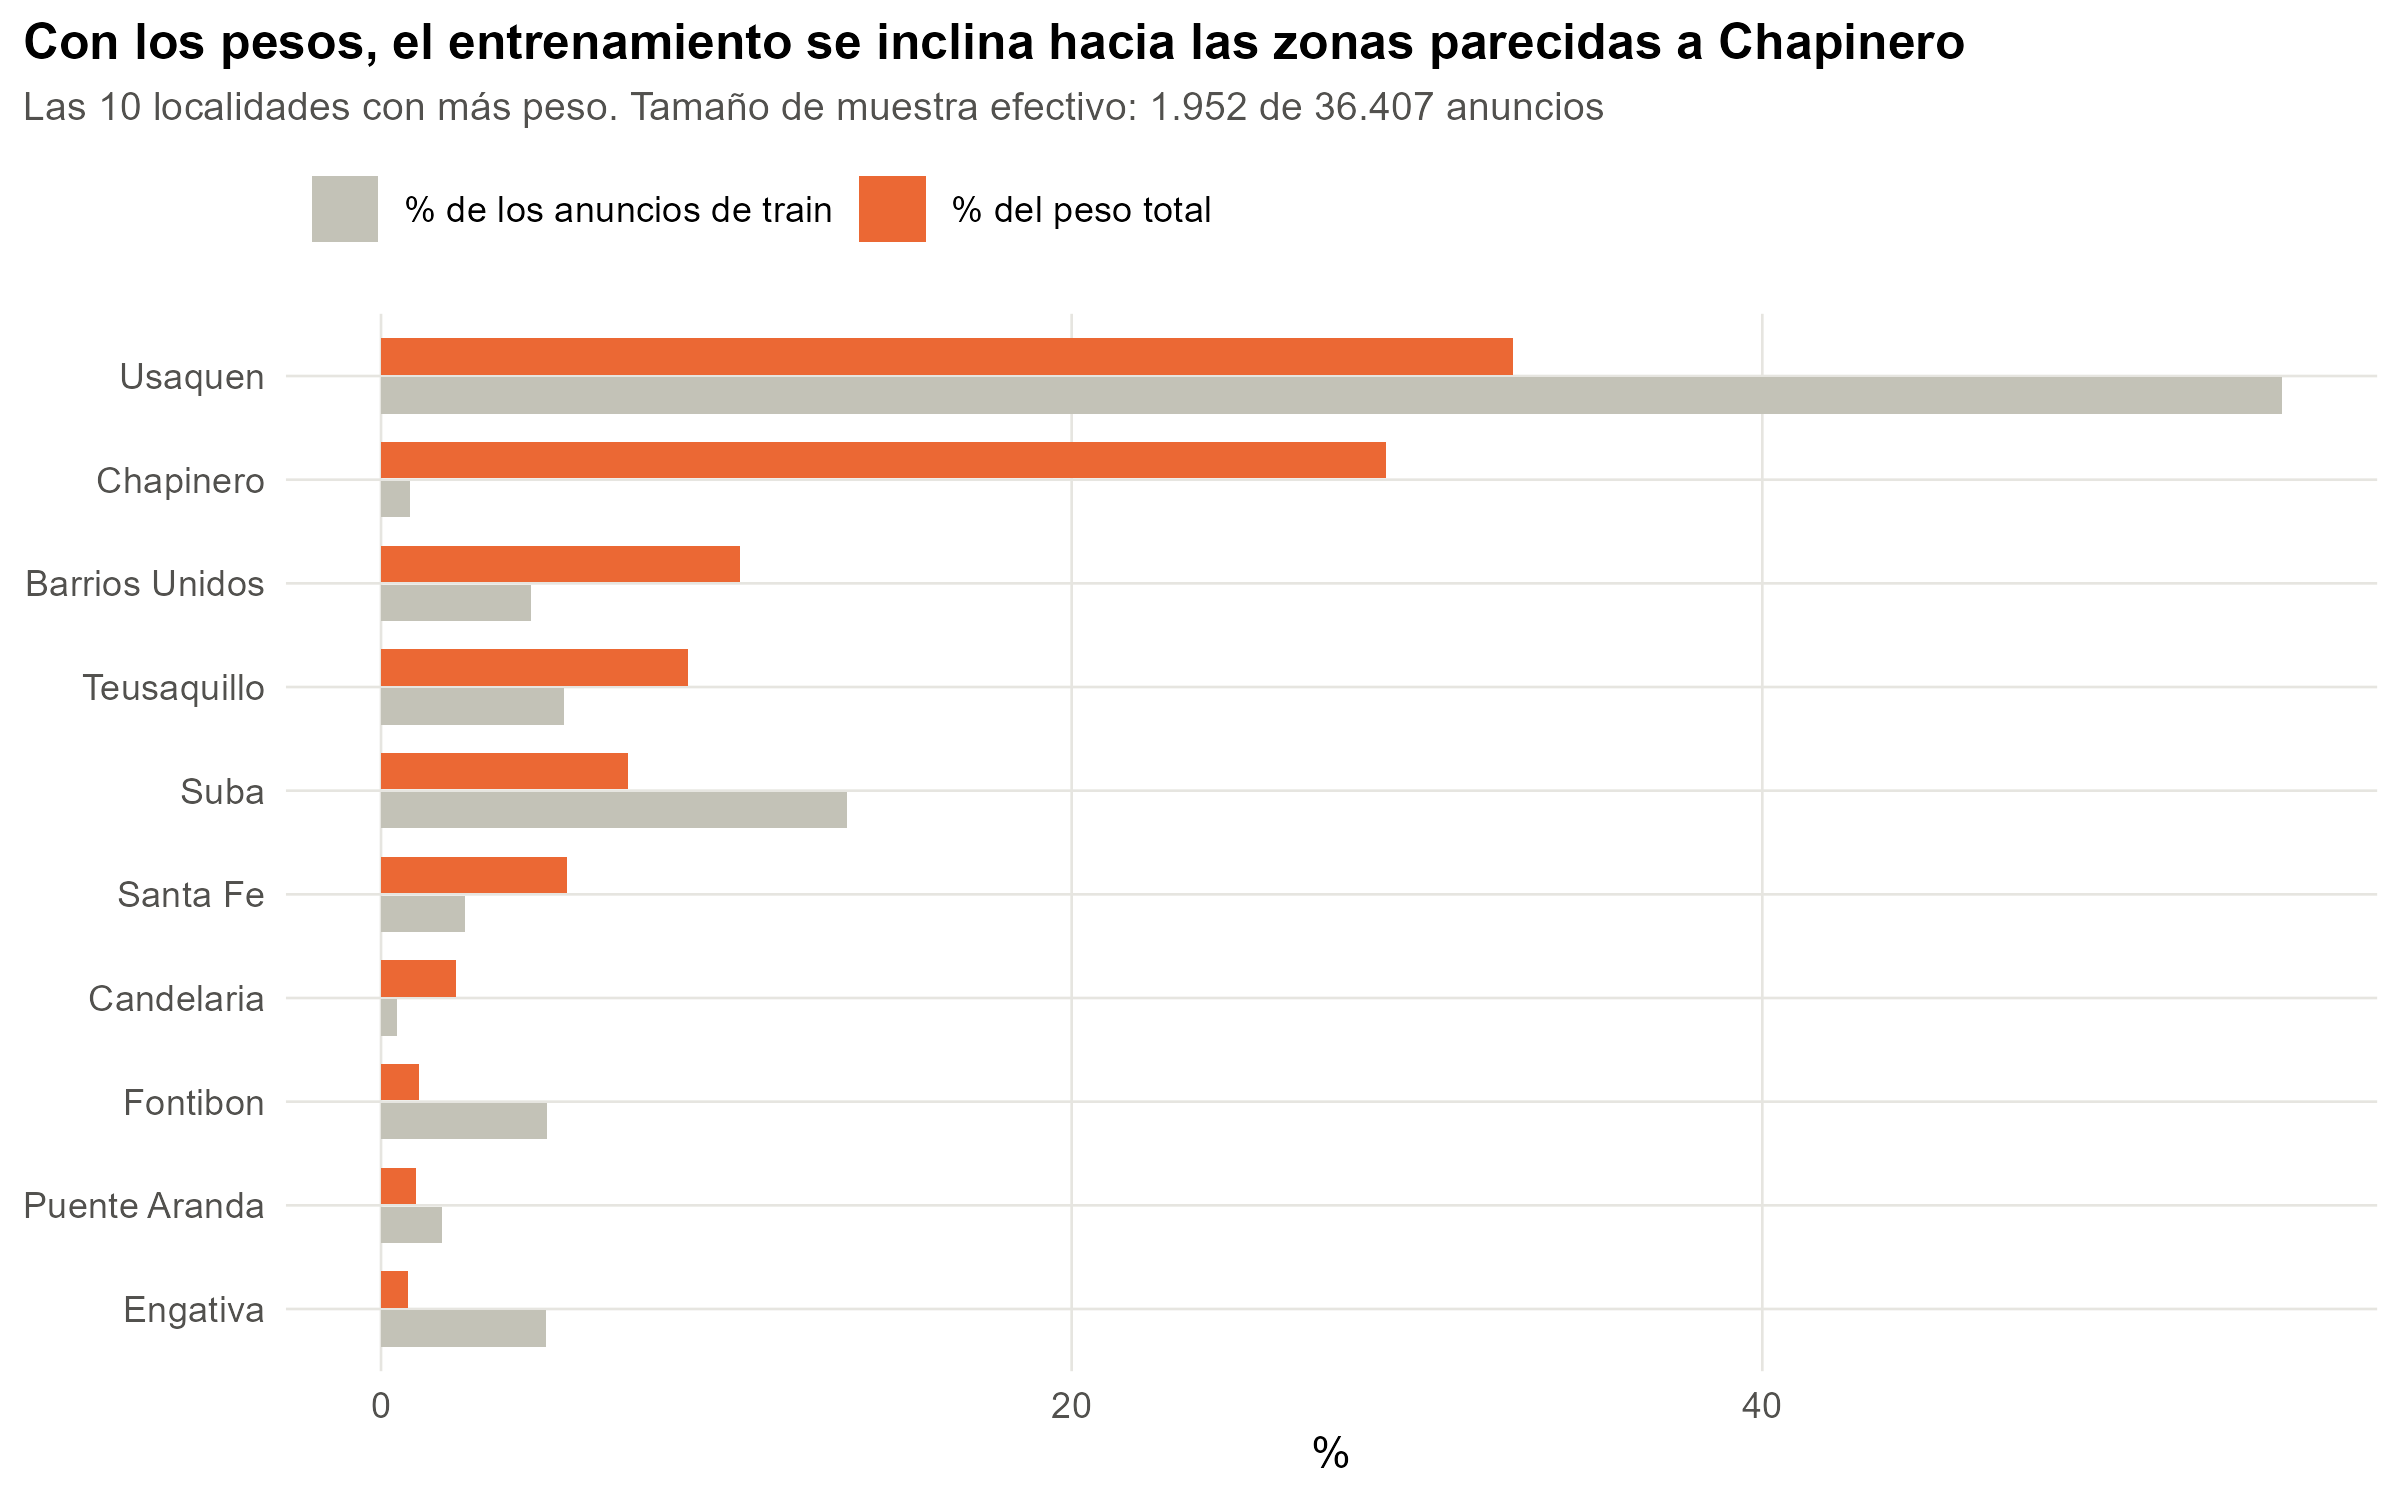 Con los pesos, el entrenamiento se inclina hacia las zonas parecidas a Chapinero
Las 10 localidades con más peso. Tamaño de muestra efectivo: 1.952 de 36.407 anuncios
% de los anuncios de train
% del peso total
Usaquen
Chapinero
Barrios Unidos
Teusaquillo
Suba
Santa Fe
Candelaria
Fontibon
Puente Aranda
Engativa
0 20 40
%